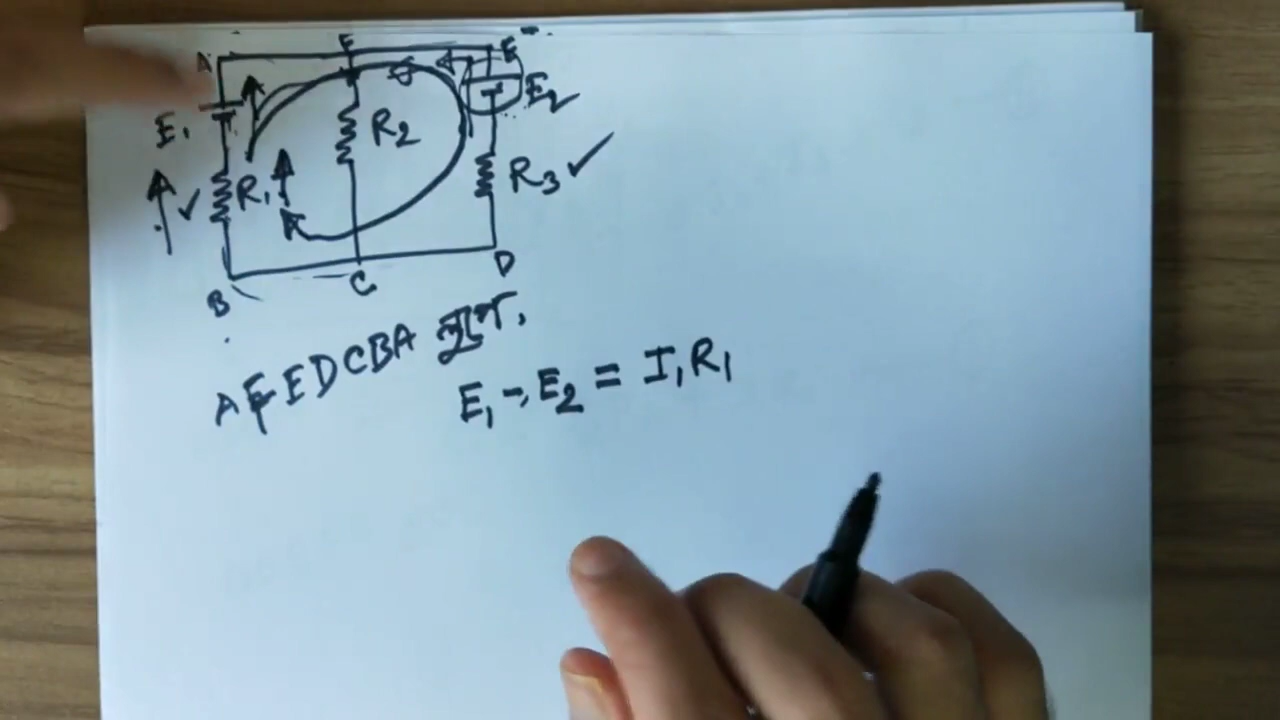 A F E
E₁ R₂ E₂
R₁ R₃
B C D
AFEDCBA
E₁ - E₂ = I₁R₁